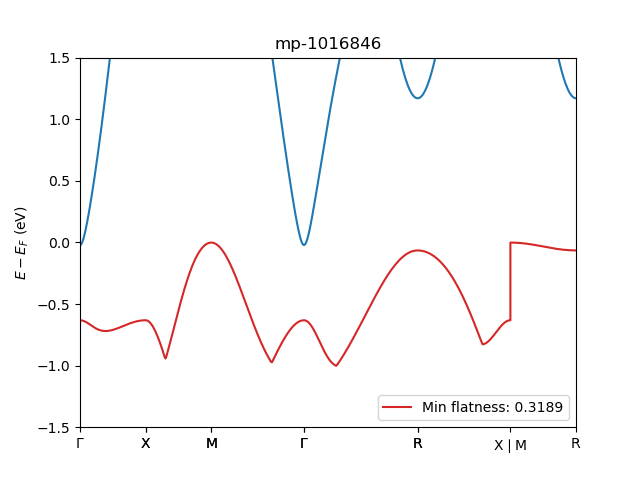 mp-1016846
E − E_F (eV)
1.5
1.0
0.5
0.0
−0.5
−1.0
−1.5
Min flatness: 0.3189
Γ X M Γ R X | M R